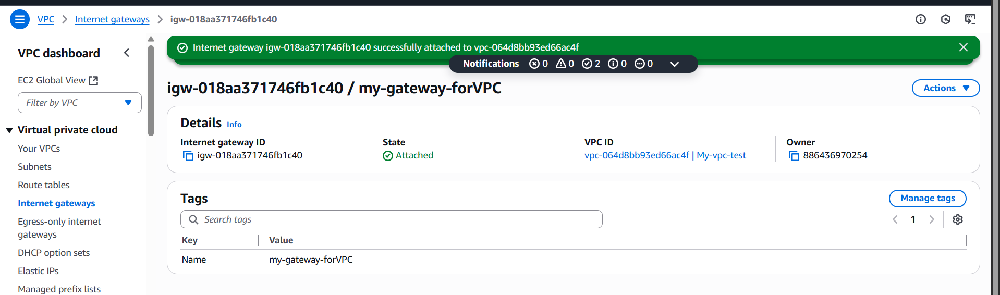 VPC > Internet gateways > igw-018aa371746fb1c40
VPC dashboard
EC2 Global View
Filter by VPC
Virtual private cloud
Your VPCs
Subnets
Route tables
Internet gateways
Egress-only internet
gateways
DHCP option sets
Elastic IPs
Managed prefix lists
Internet gateway igw-018aa371746fb1c40 successfully attached to vpc-064d8bb93ed66ac4f
Notifications 0 0 2 0 0
igw-018aa371746fb1c40 / my-gateway-forVPC
Actions
Details Info
Internet gateway ID
igw-018aa371746fb1c40
State
Attached
VPC ID
vpc-064d8bb93ed66ac4f | My-vpc-test
Owner
886436970254
Tags
Manage tags
Search tags
1
Key Value
Name my-gateway-forVPC